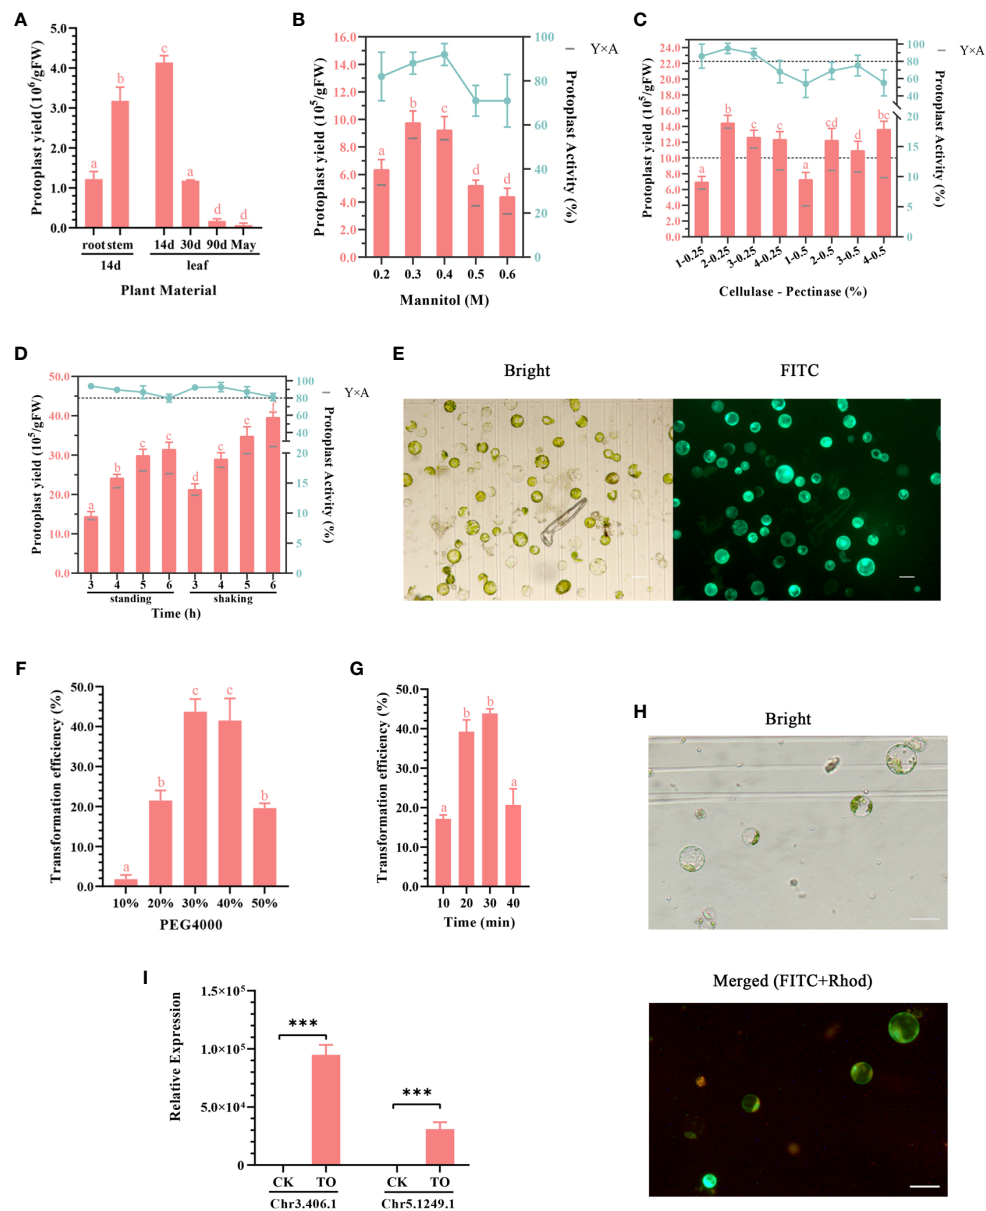 A
Protoplast yield (10⁶/gFW)
5.0
4.0
3.0
2.0
1.0
0.0
a
b
c
a
d
d
root stem 14d 30d 90d May
14d leaf
Plant Material
B
Protoplast yield (10⁵/gFW)
16.0
14.0
12.0
10.0
8.0
6.0
4.0
2.0
0.0
a
b
c
d
d
100
80
60
40
20
0
Y×A
Protoplast Activity (%)
0.2 0.3 0.4 0.5 0.6
Mannitol (M)
C
Protoplast yield (10⁵/gFW)
24.0
22.0
16.0
14.0
12.0
10.0
8.0
6.0
4.0
2.0
0.0
a
b
c
c
a
cd
d
bc
100
80
60
40
20
15
10
5
0
Y×A
Protoplast Activity (%)
1-0.25 2-0.25 3-0.25 4-0.25 1-0.5 2-0.5 3-0.5 4-0.5
Cellulase - Pectinase (%)
D
Protoplast yield (10⁵/gFW)
50.0
40.0
30.0
20.0
10.0
0.0
a
b
c
c
d
c
e
100
80
60
40
20
15
10
5
0
Y×A
Protoplast Activity (%)
3 4 5 6 3 4 5 6
standing shaking
Time (h)
E
Bright FITC
F
Transformation efficiency (%)
50.0
40.0
30.0
20.0
10.0
0.0
a
b
c
c
b
10% 20% 30% 40% 50%
PEG4000
G
Transformation efficiency (%)
50.0
40.0
30.0
20.0
10.0
0.0
a
b
b
a
10 20 30 40
Time (min)
H
Bright
Merged (FITC+Rhod)
I
Relative Expression
1.5×10⁵
1.0×10⁵
5.0×10⁴
0
***
***
CK TO CK TO
Chr3.406.1 Chr5.1249.1